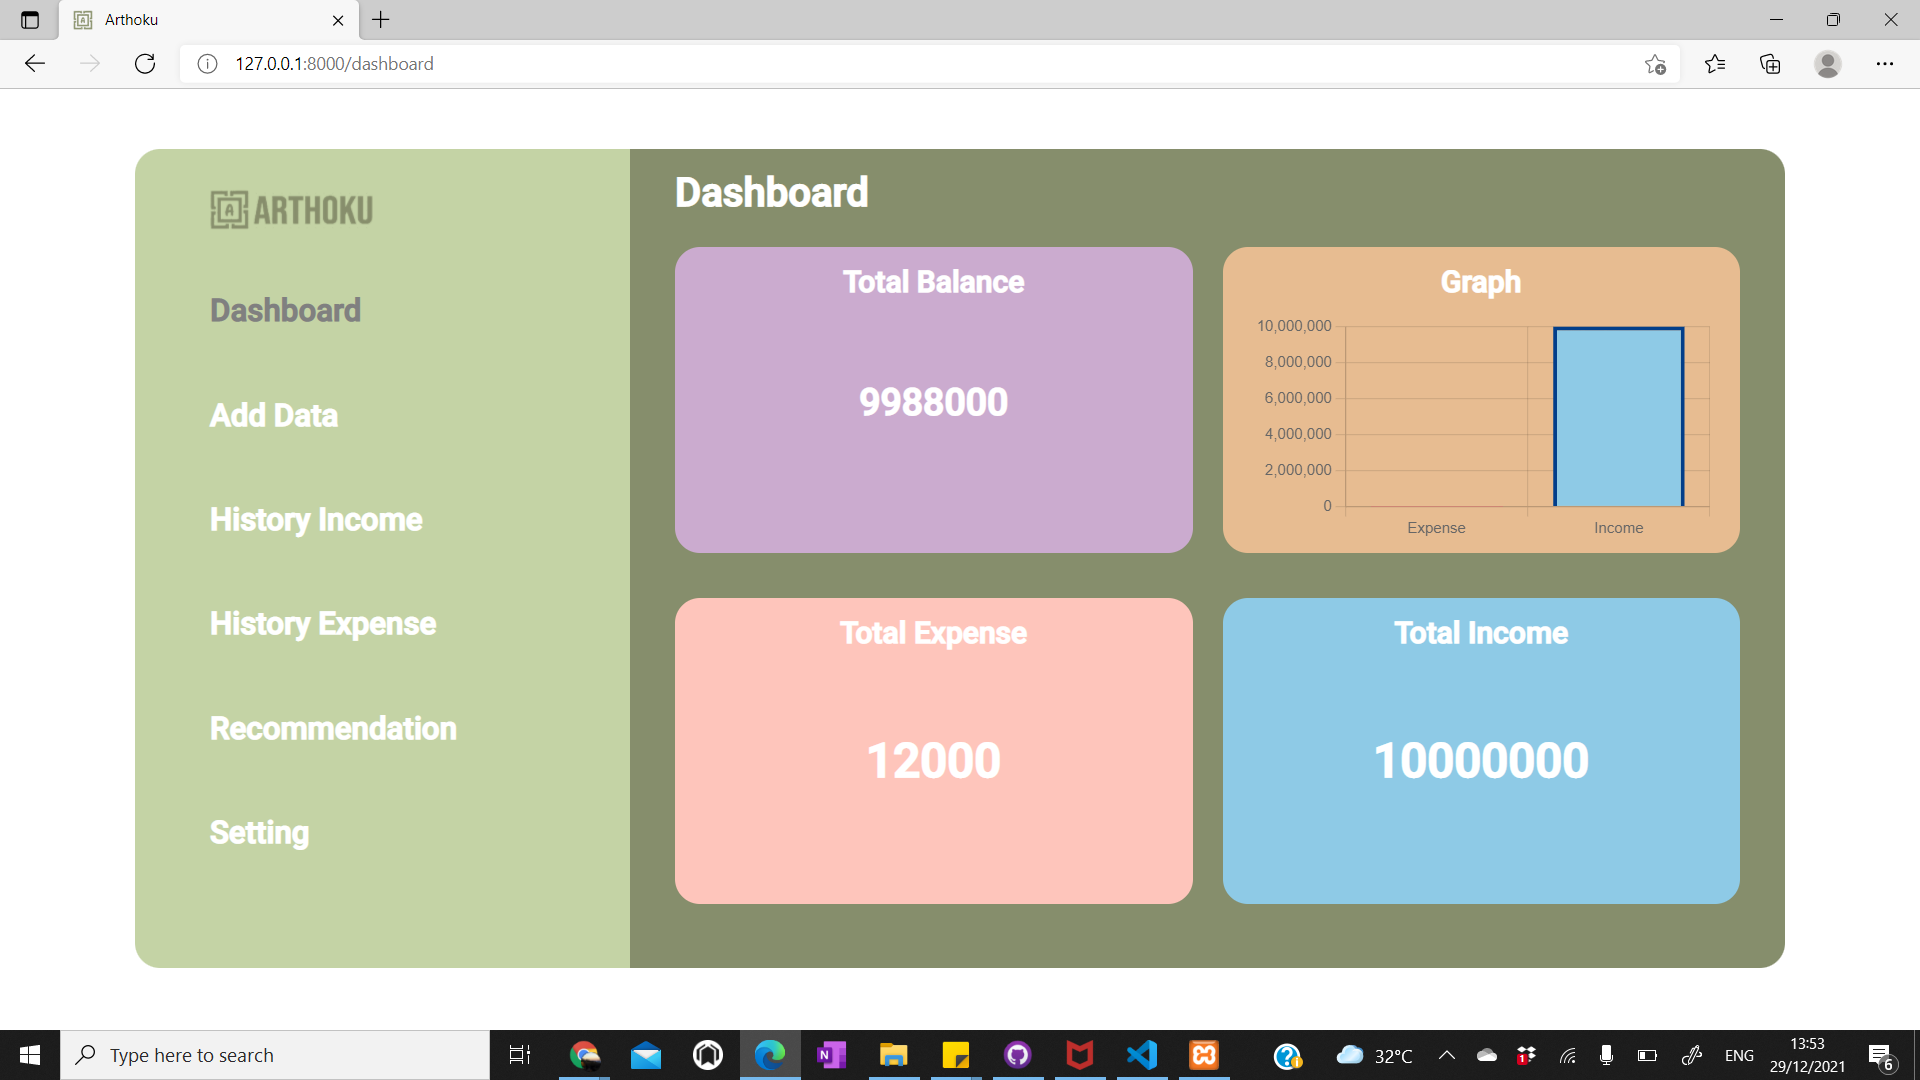 Arthoku
127.0.0.1:8000/dashboard
A ARTHOKU
Dashboard
Add Data
History Income
History Expense
Recommendation
Setting
Dashboard
Total Balance
9988000
Graph
10,000,000
8,000,000
6,000,000
4,000,000
2,000,000
0
Expense Income
Total Expense
12000
Total Income
10000000
Type here to search
N
1
32°C
ENG
13:53
29/12/2021
6